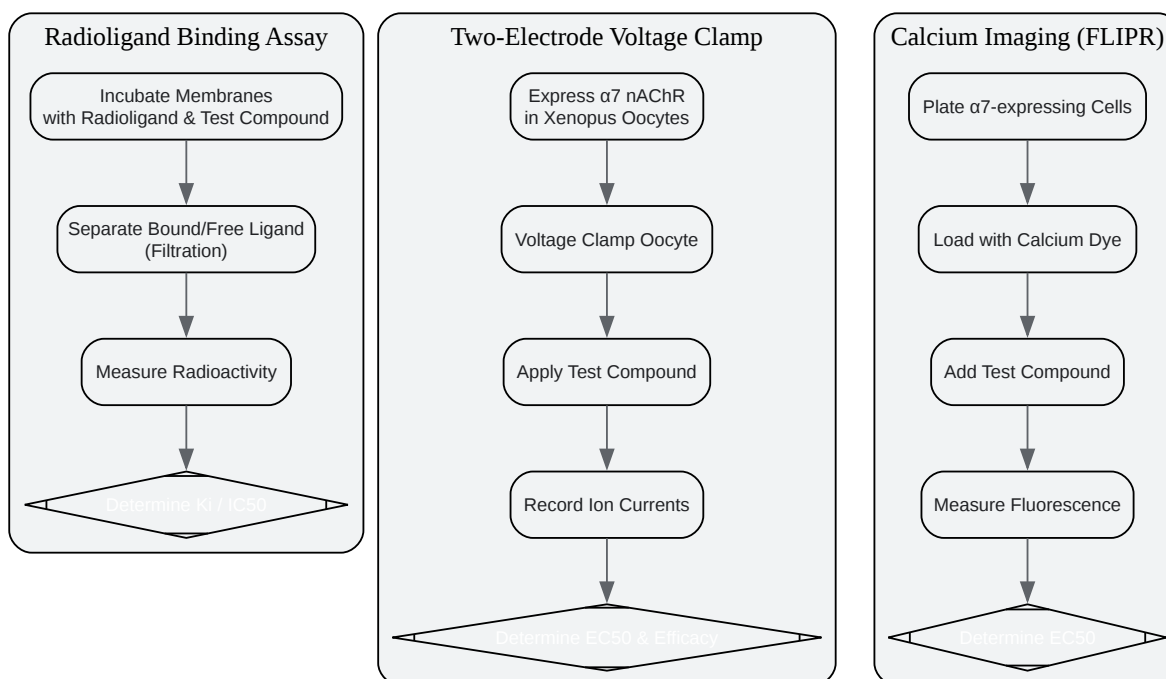 Radioligand Binding Assay
Incubate Membranes
with Radioligand & Test Compound
Separate Bound/Free Ligand
(Filtration)
Measure Radioactivity
Determine Ki / IC50
Two-Electrode Voltage Clamp
Express α7 nAChR
in Xenopus Oocytes
Voltage Clamp Oocyte
Apply Test Compound
Record Ion Currents
Determine EC50 & Efficacy
Calcium Imaging (FLIPR)
Plate α7-expressing Cells
Load with Calcium Dye
Add Test Compound
Measure Fluorescence
Determine EC50